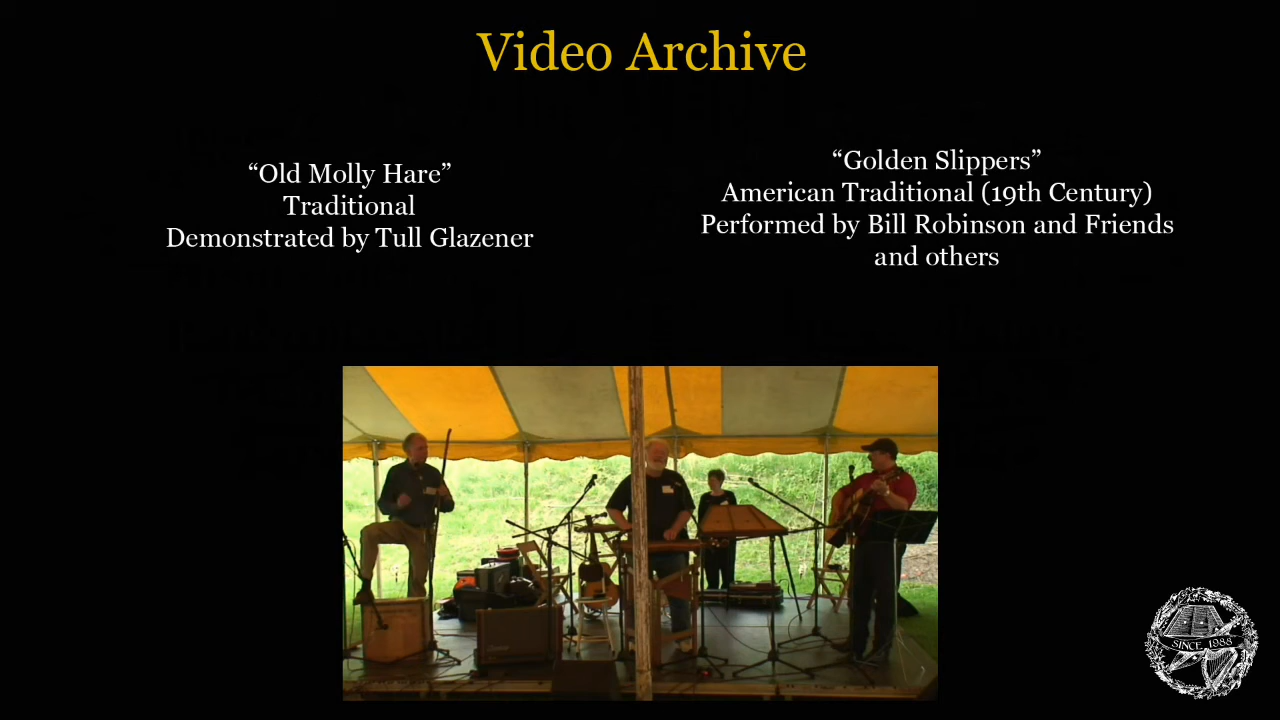 Video Archive
“Old Molly Hare”
Traditional
Demonstrated by Tull Glazener
“Golden Slippers”
American Traditional (19th Century)
Performed by Bill Robinson and Friends
and others
SINCE 1988